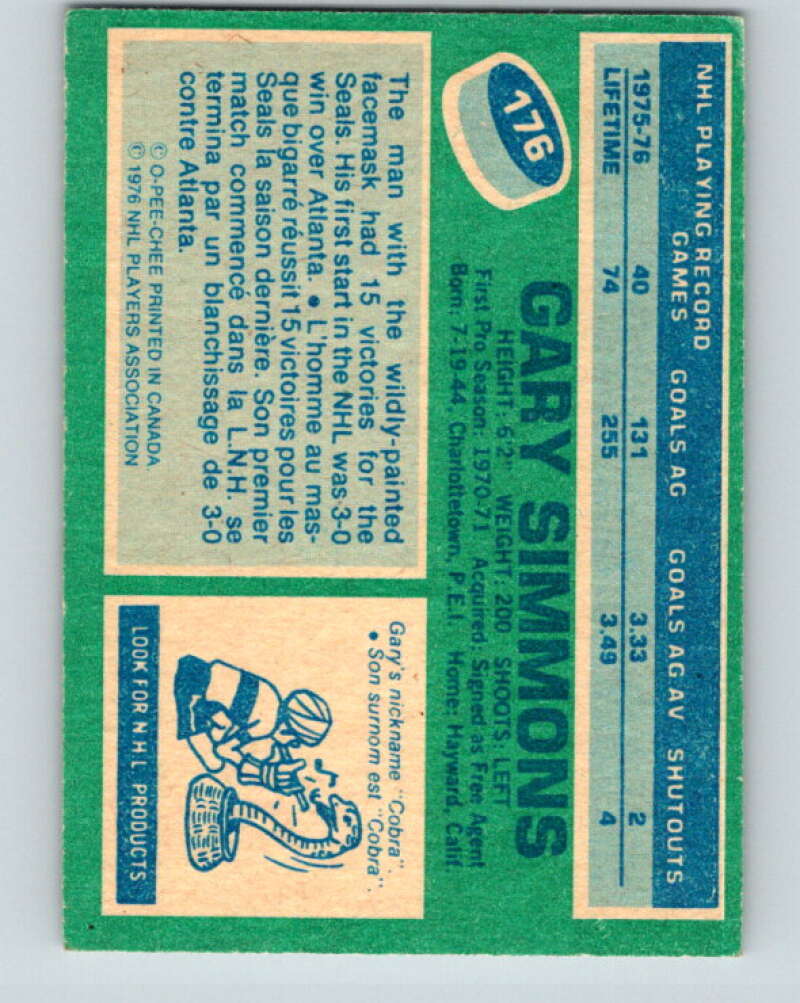 NHL PLAYING RECORD
GAMES GOALS AG GOALS AG AV SHUTOUTS
1975-76 40 131 3.33 2
LIFETIME 74 255 3.49 4
176
GARY SIMMONS
HEIGHT: 6'2" WEIGHT: 200 SHOOTS: LEFT
First Pro Season: 1970-71 Acquired: Signed as Free Agent
Born: 7-19-44, Charlottetown, P.E.I. Home: Hayward, Calif.
The man with the wildly-painted
facemask had 15 victories for the
Seals. His first start in the NHL was 3-0
win over Atlanta. • L'homme au mas-
que bigarré réussit 15 victoires pour les
Seals la saison dernière. Son premier
match commencé dans la L.N.H. se
termina par un blanchissage de 3-0
contre Atlanta.
© O-PEE-CHEE PRINTED IN CANADA
© 1976 NHL PLAYERS ASSOCIATION
Gary's nickname "Cobra".
• Son surnom est "Cobra".
LOOK FOR N·H·L PRODUCTS